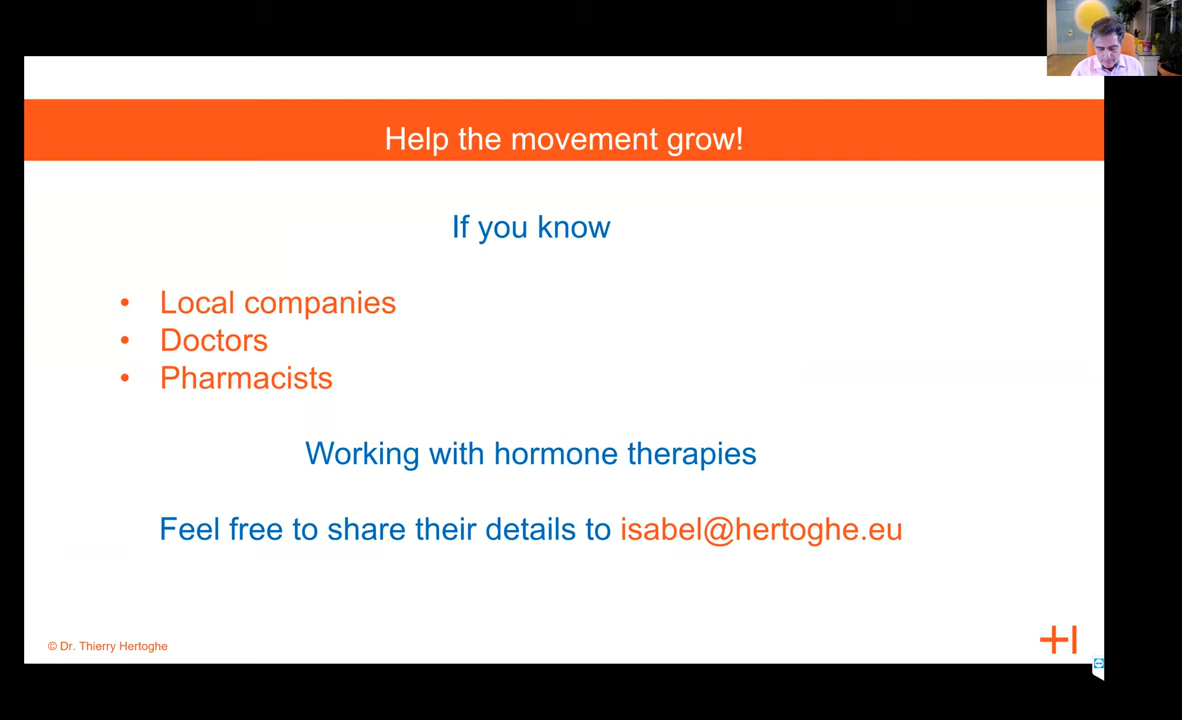 Help the movement grow!
If you know
• Local companies
• Doctors
• Pharmacists
Working with hormone therapies
Feel free to share their details to isabel@hertoghe.eu
© Dr. Thierry Hertoghe